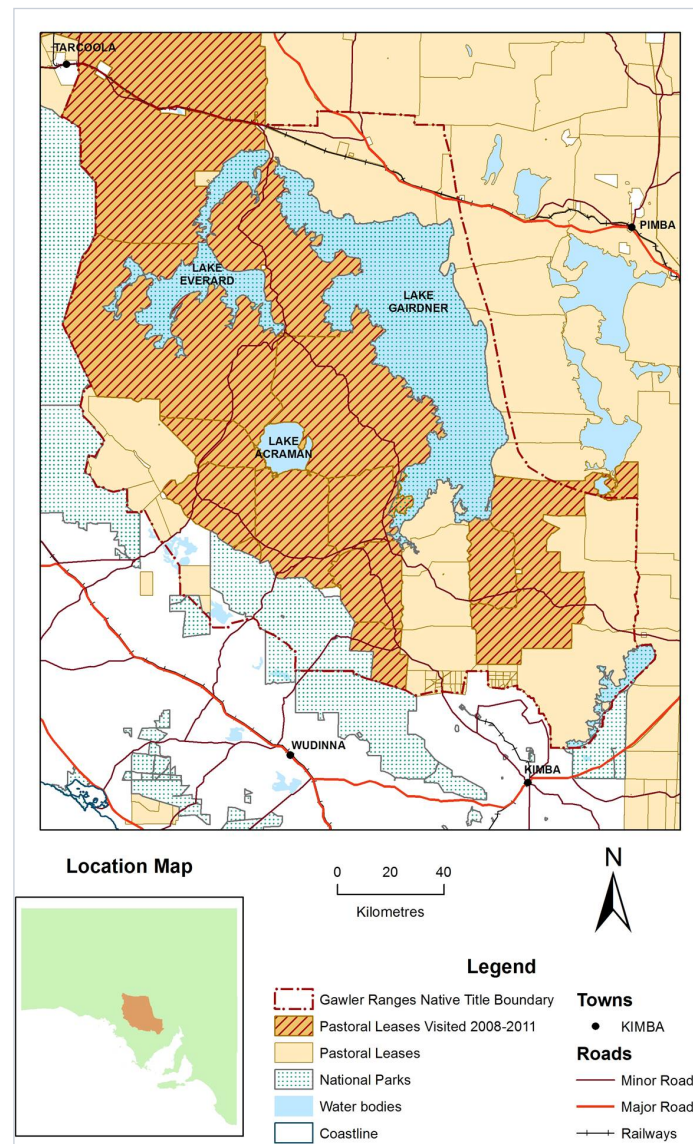 TARCOOLA
PIMBA
LAKE
EVERARD
LAKE
GAIRDNER
LAKE
ACRAMAN
WUDINNA
KIMBA
Location Map
0 20 40
Kilometres
N
Legend
Gawler Ranges Native Title Boundary
Pastoral Leases Visited 2008-2011
Pastoral Leases
National Parks
Water bodies
Coastline
Towns
KIMBA
Roads
Minor Road
Major Road
Railways